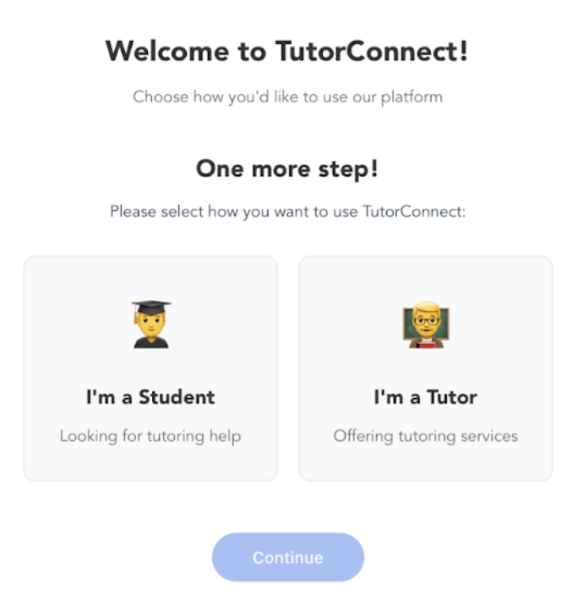 Welcome to TutorConnect!
Choose how you'd like to use our platform
One more step!
Please select how you want to use TutorConnect:
I'm a Student
Looking for tutoring help
I'm a Tutor
Offering tutoring services
Continue